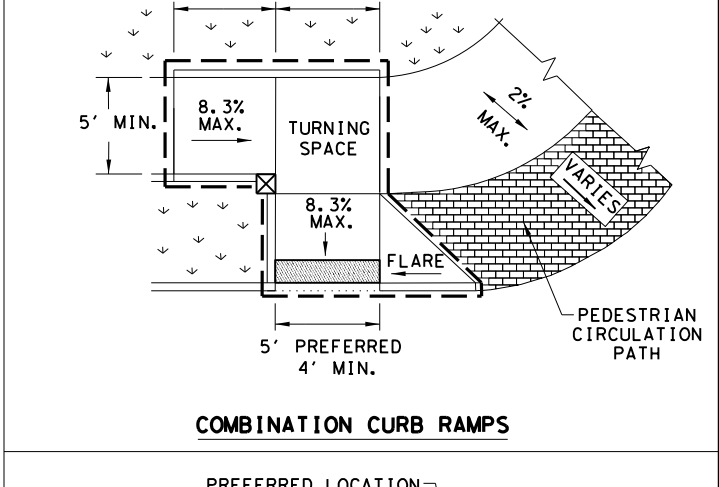 8.3%
MAX.
5' MIN.
TURNING
SPACE
2%
MAX.
VARIES
8.3%
MAX.
FLARE
PEDESTRIAN
CIRCULATION
PATH
5' PREFERRED
4' MIN.
COMBINATION CURB RAMPS
PREFERRED LOCATION